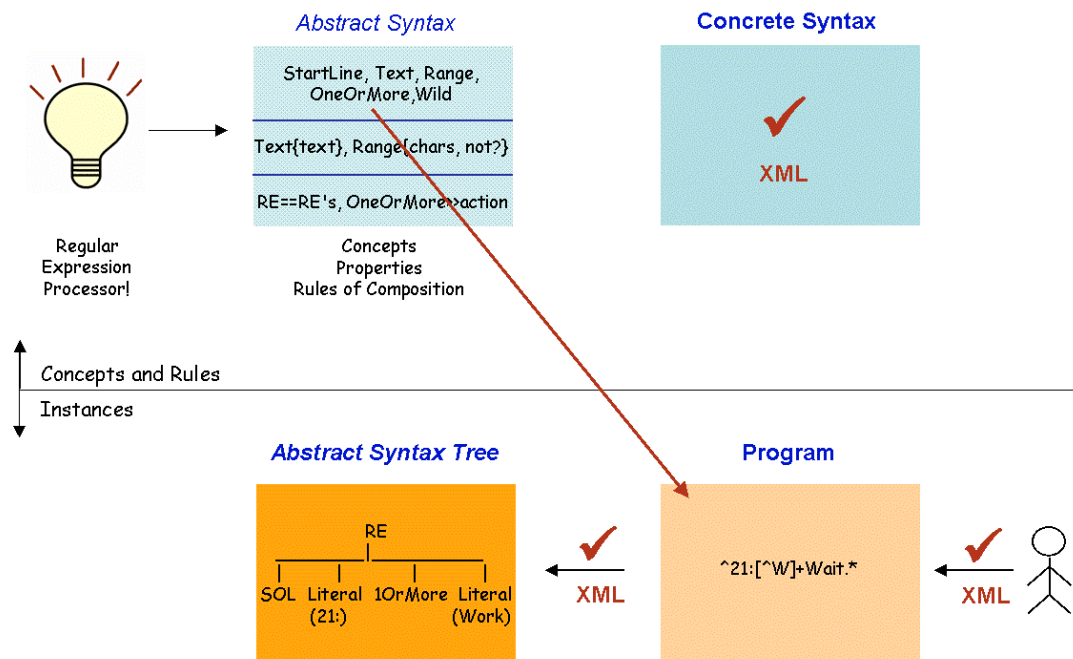 Abstract Syntax
Concrete Syntax
StartLine, Text, Range,
OneOrMore,Wild
Text{text}, Range{chars, not?}
RE==RE's, OneOrMore>>action
XML
Regular
Expression
Processor!
Concepts
Properties
Rules of Composition
Concepts and Rules
Instances
Abstract Syntax Tree
Program
RE
SOL Literal 1OrMore Literal
(21:) (Work)
XML
^21:[^W]+Wait.*
XML